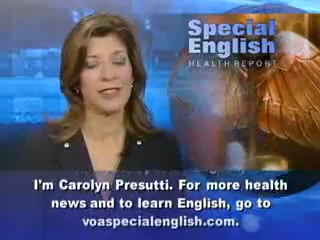 Special
English
HEALTH REPORT
I'm Carolyn Presutti. For more health
news and to learn English, go to
voaspecialenglish.com.